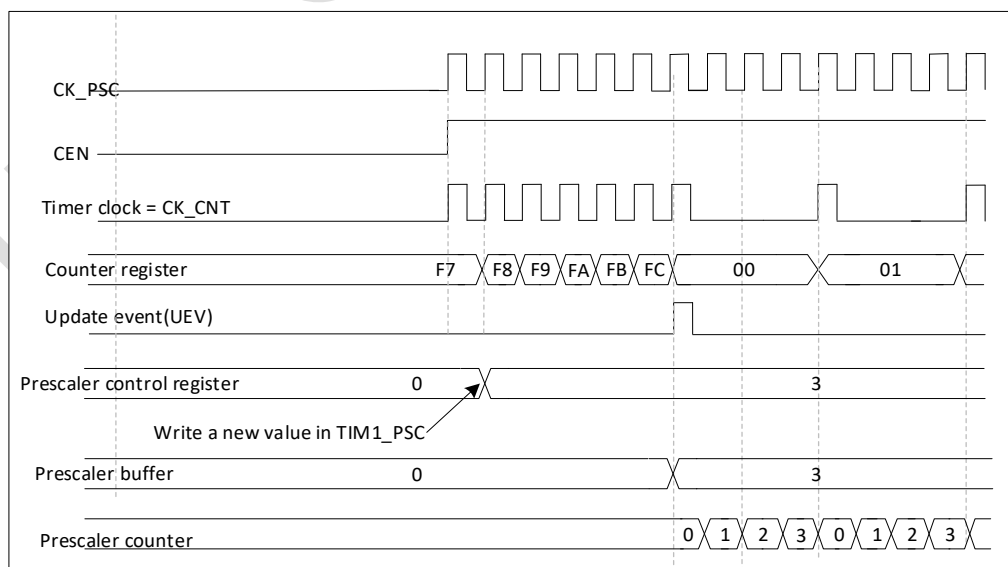 CK_PSC
CEN
Timer clock = CK_CNT
Counter register F7 F8 F9 FA FB FC 00 01
Update event(UEV)
Prescaler control register 0 3
Write a new value in TIM1_PSC
Prescaler buffer 0 3
Prescaler counter 0 1 2 3 0 1 2 3